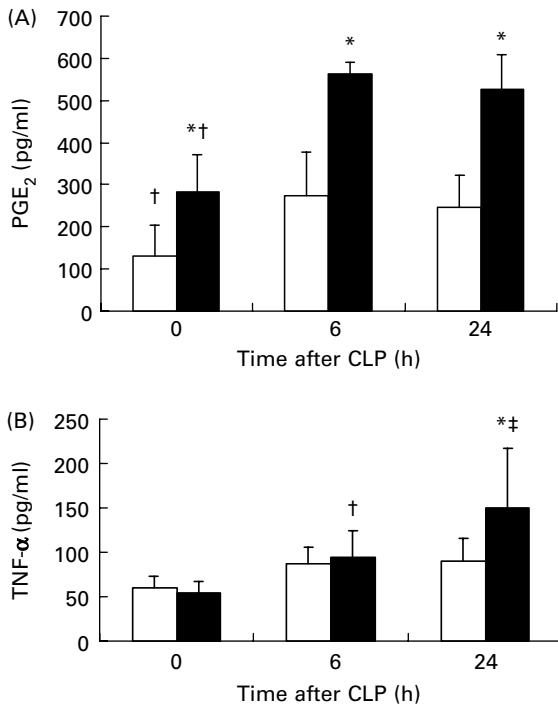 (A)
700
600
500
400
300
200
100
0
PGE₂ (pg/ml)
†
*†
*
*
0 6 24
Time after CLP (h)
(B)
250
200
150
100
50
0
TNF-α (pg/ml)
†
*‡
0 6 24
Time after CLP (h)